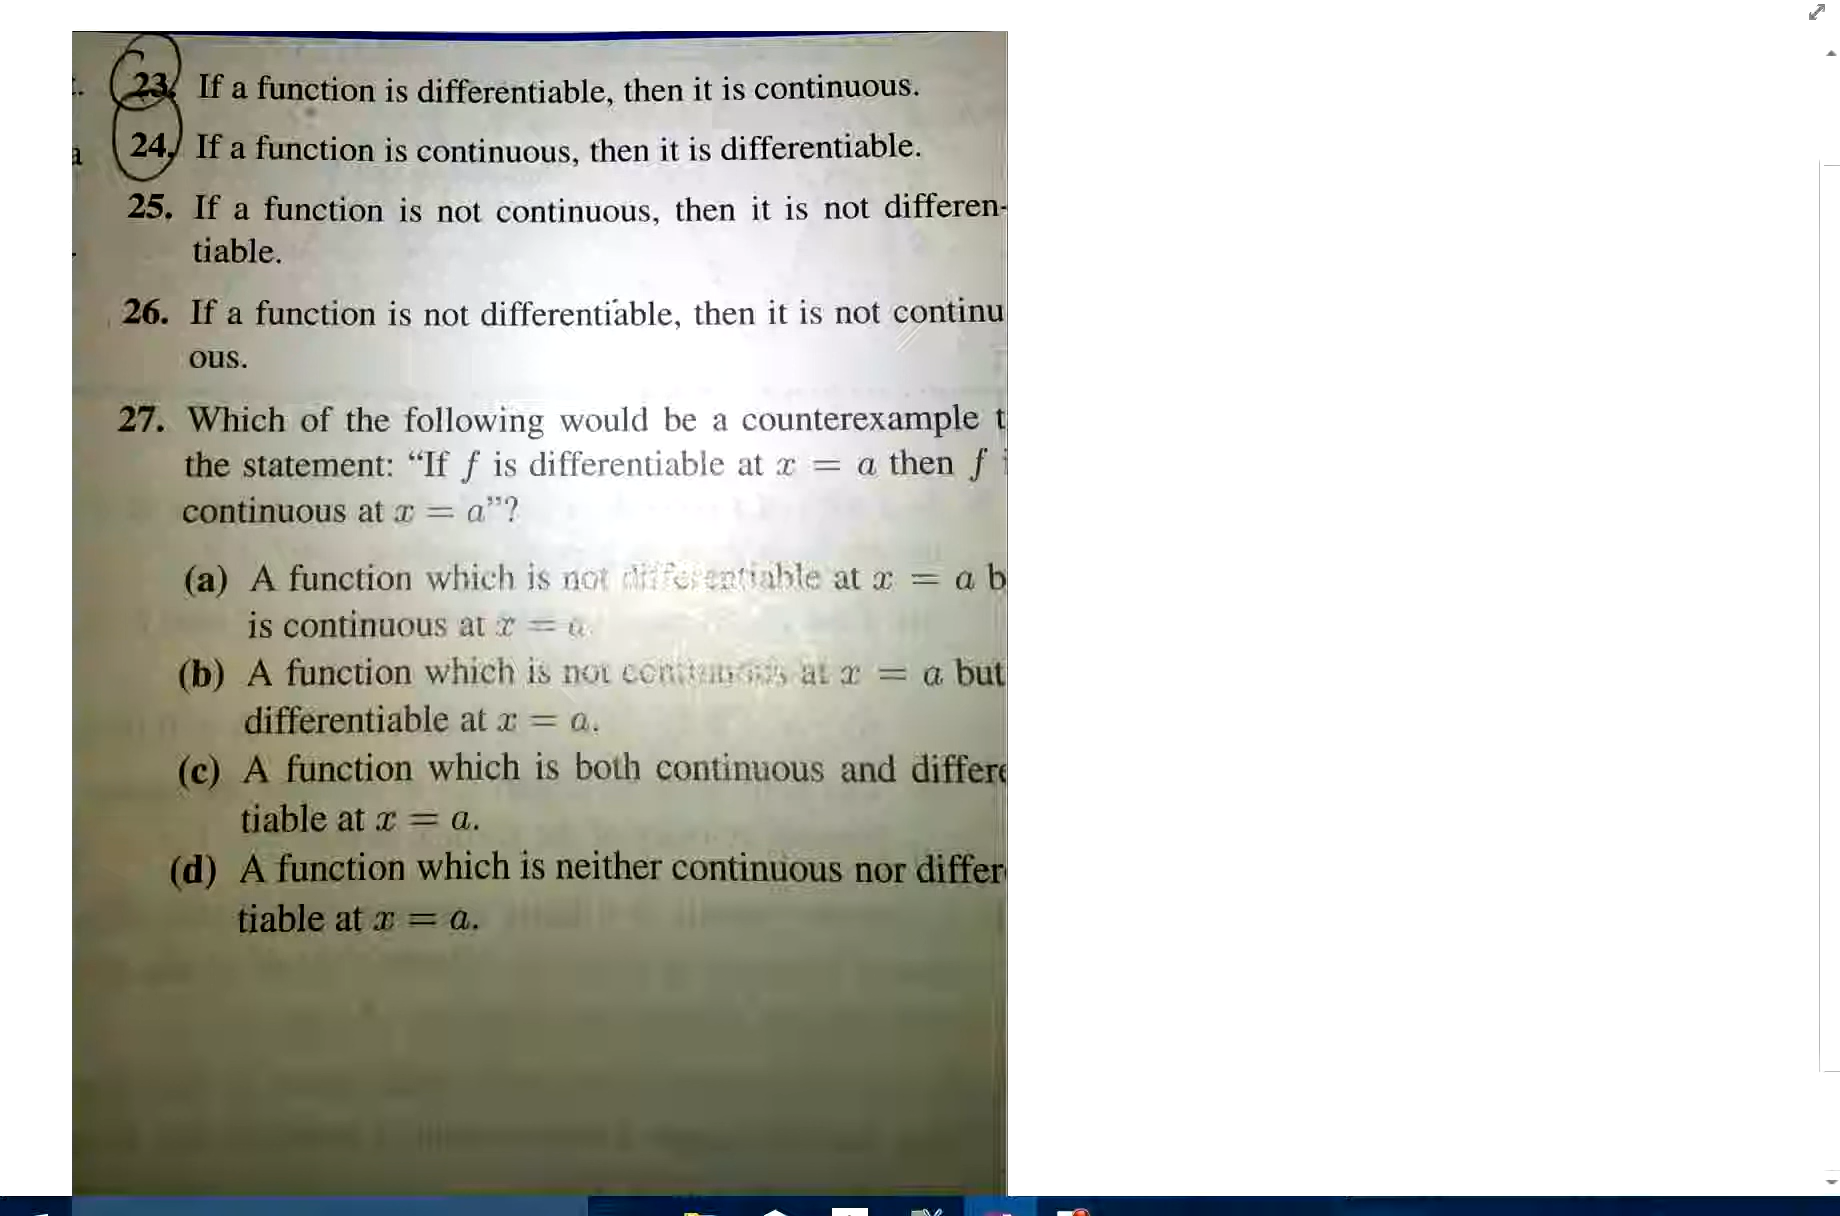 23. If a function is differentiable, then it is continuous.
24. If a function is continuous, then it is differentiable.
25. If a function is not continuous, then it is not differen-
tiable.
26. If a function is not differentiable, then it is not continu
ous.
27. Which of the following would be a counterexample t
the statement: “If f is differentiable at x = a then f i
continuous at x = a”?
(a) A function which is not differentiable at x = a b
is continuous at x = a.
(b) A function which is not continuous at x = a but
differentiable at x = a.
(c) A function which is both continuous and differe
tiable at x = a.
(d) A function which is neither continuous nor differ
tiable at x = a.